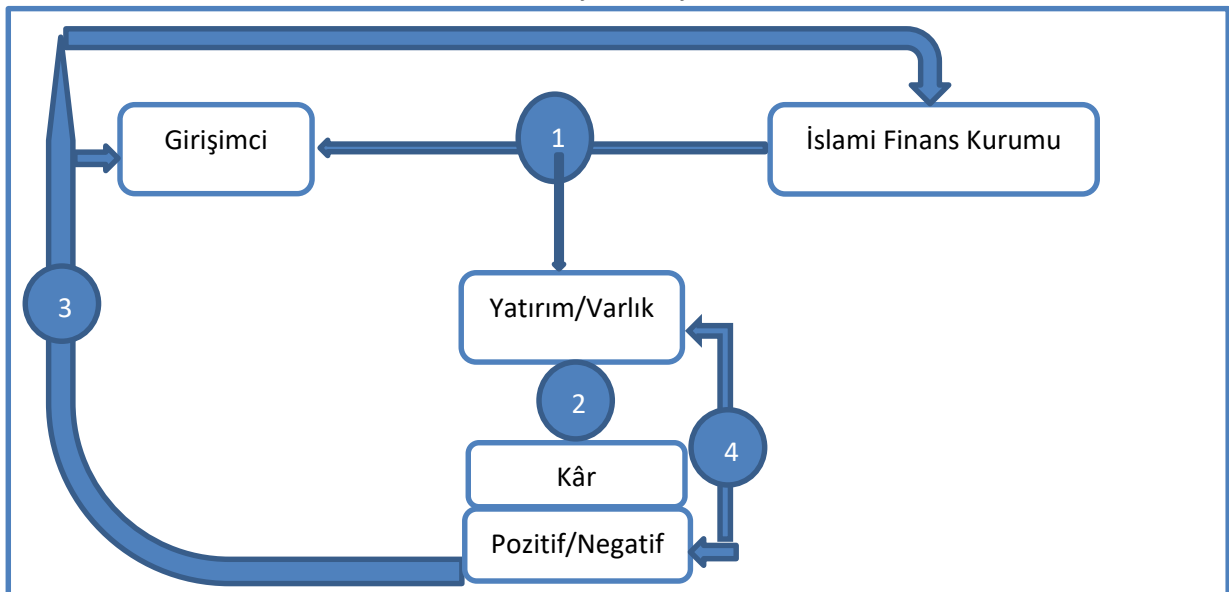 Girişimci
1
İslami Finans Kurumu
3
Yatırım/Varlık
2
4
Kâr
Pozitif/Negatif